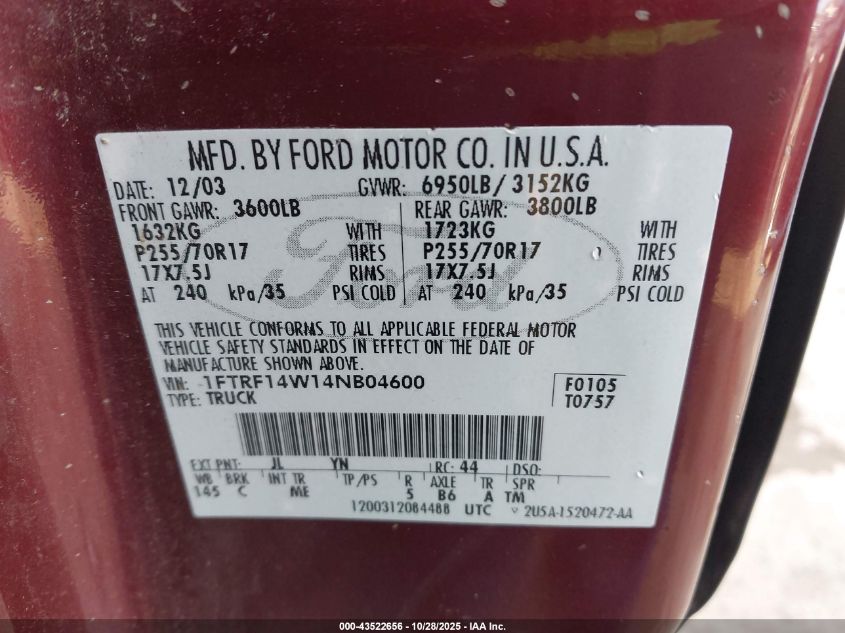 MFD. BY FORD MOTOR CO. IN U.S.A.
DATE: 12/03 GVWR: 6950LB/ 3152KG
FRONT GAWR: 3600LB REAR GAWR: 3800LB
1632KG WITH 1723KG WITH
P255/70R17 TIRES P255/70R17 TIRES
17X7.5J RIMS 17X7.5J RIMS
AT 240 kPa/35 PSI COLD AT 240 kPa/35 PSI COLD
Ford
THIS VEHICLE CONFORMS TO ALL APPLICABLE FEDERAL MOTOR
VEHICLE SAFETY STANDARDS IN EFFECT ON THE DATE OF
MANUFACTURE SHOWN ABOVE.
VIN: 1FTRF14W14NB04600 F0105
TYPE: TRUCK T0757
EXT PNT: JL YN RC: 44 DSO:
WB BRK INT TR TP/PS R AXLE TR SPR
145 C ME 5 B6 A TM
UTC 2U5A-1520472-AA
000-43522656 | 10/28/2025 | IAA Inc.